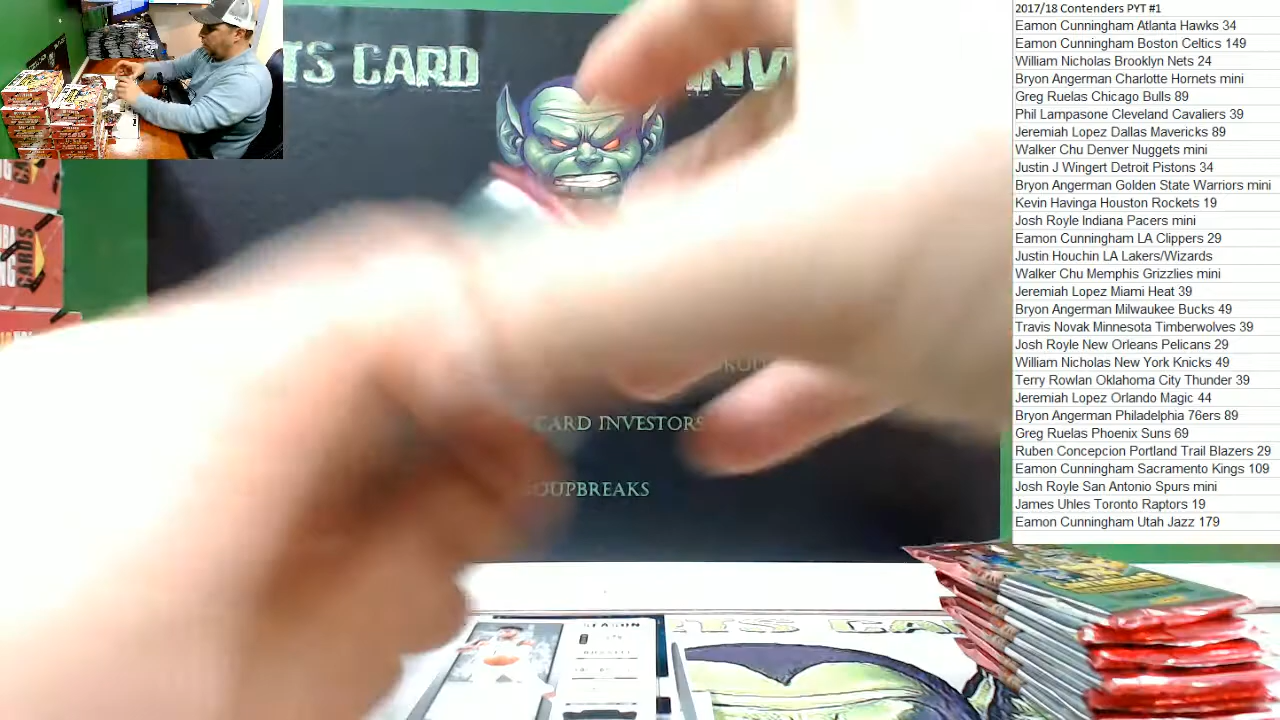 TS CARD INV
CARD INVESTORS
OUPBREAKS
SEASON
2017/18 Contenders PYT #1
Eamon Cunningham Atlanta Hawks 34
Eamon Cunningham Boston Celtics 149
William Nicholas Brooklyn Nets 24
Bryon Angerman Charlotte Hornets mini
Greg Ruelas Chicago Bulls 89
Phil Lampasone Cleveland Cavaliers 39
Jeremiah Lopez Dallas Mavericks 89
Walker Chu Denver Nuggets mini
Justin J Wingert Detroit Pistons 34
Bryon Angerman Golden State Warriors mini
Kevin Havinga Houston Rockets 19
Josh Royle Indiana Pacers mini
Eamon Cunningham LA Clippers 29
Justin Houchin LA Lakers/Wizards
Walker Chu Memphis Grizzlies mini
Jeremiah Lopez Miami Heat 39
Bryon Angerman Milwaukee Bucks 49
Travis Novak Minnesota Timberwolves 39
Josh Royle New Orleans Pelicans 29
William Nicholas New York Knicks 49
Terry Rowlan Oklahoma City Thunder 39
Jeremiah Lopez Orlando Magic 44
Bryon Angerman Philadelphia 76ers 89
Greg Ruelas Phoenix Suns 69
Ruben Concepcion Portland Trail Blazers 29
Eamon Cunningham Sacramento Kings 109
Josh Royle San Antonio Spurs mini
James Uhles Toronto Raptors 19
Eamon Cunningham Utah Jazz 179